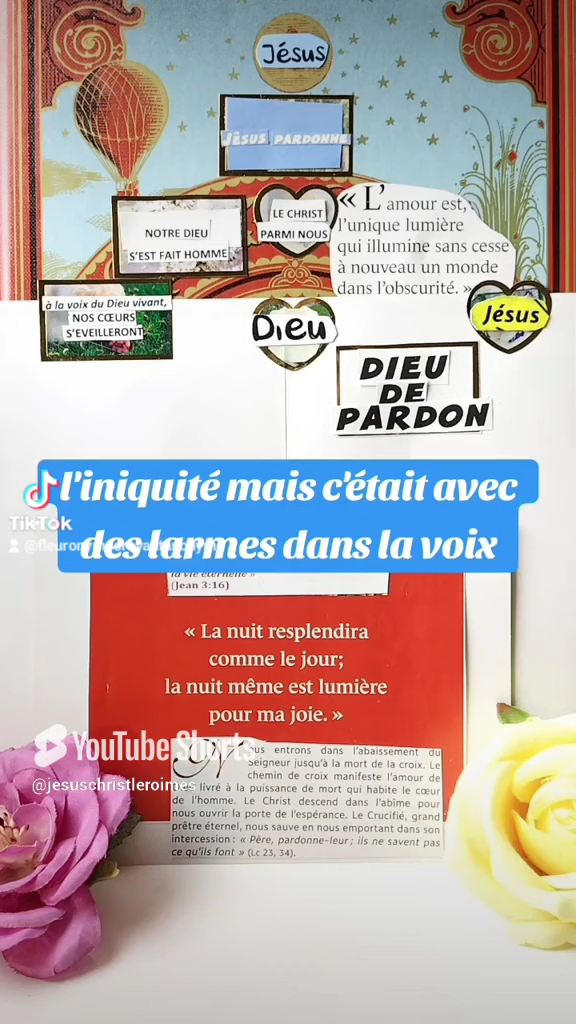 Jésus
JÉSUS PARDONNE
NOTRE DIEU
S'EST FAIT HOMME
LE CHRIST
PARMI NOUS
« L'amour est,
l'unique lumière
qui illumine sans cesse
à nouveau un monde
dans l'obscurité. »
à la voix du Dieu vivant,
NOS CŒURS
S'EVEILLERONT
Dieu
Jésus
DIEU
DE
PARDON
l'iniquité mais c'était avec
des larmes dans la voix
TikTok
la vie éternelle »
(Jean 3:16)
« La nuit resplendira
comme le jour;
la nuit même est lumière
pour ma joie. »
Nous entrons dans l'abaissement du
Seigneur jusqu'à la mort de la croix. Le
chemin de croix manifeste l'amour de
livré à la puissance de mort qui habite le cœur
de l'homme. Le Christ descend dans l'abîme pour
nous ouvrir la porte de l'espérance. Le Crucifié, grand
prêtre éternel, nous sauve en nous emportant dans son
intercession : « Père, pardonne-leur ; ils ne savent pas
ce qu'ils font » (Lc 23, 34).
YouTube Shorts
@jesuschristleroimes